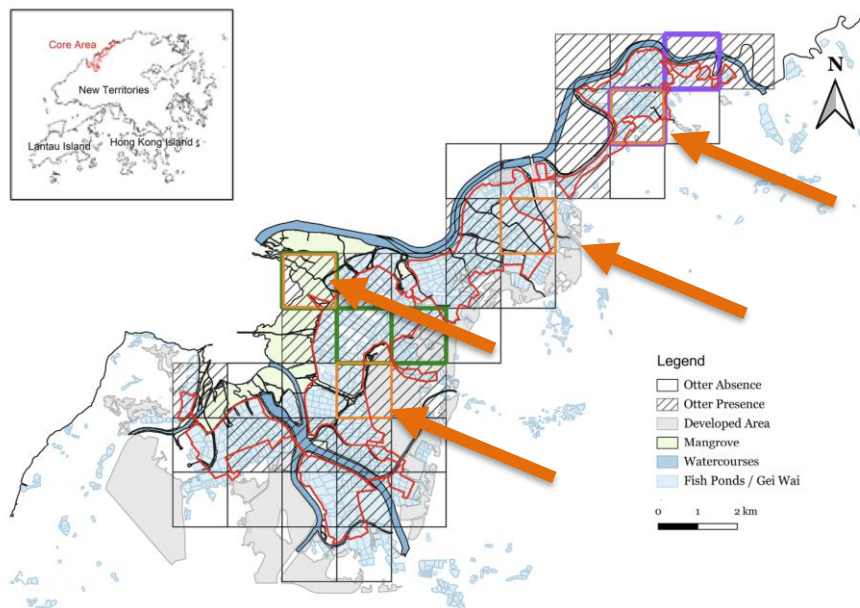 Core Area
New Territories
Lantau Island
Hong Kong Island
N
Legend
Otter Absence
Otter Presence
Developed Area
Mangrove
Watercourses
Fish Ponds / Gei Wai
0 1 2 km